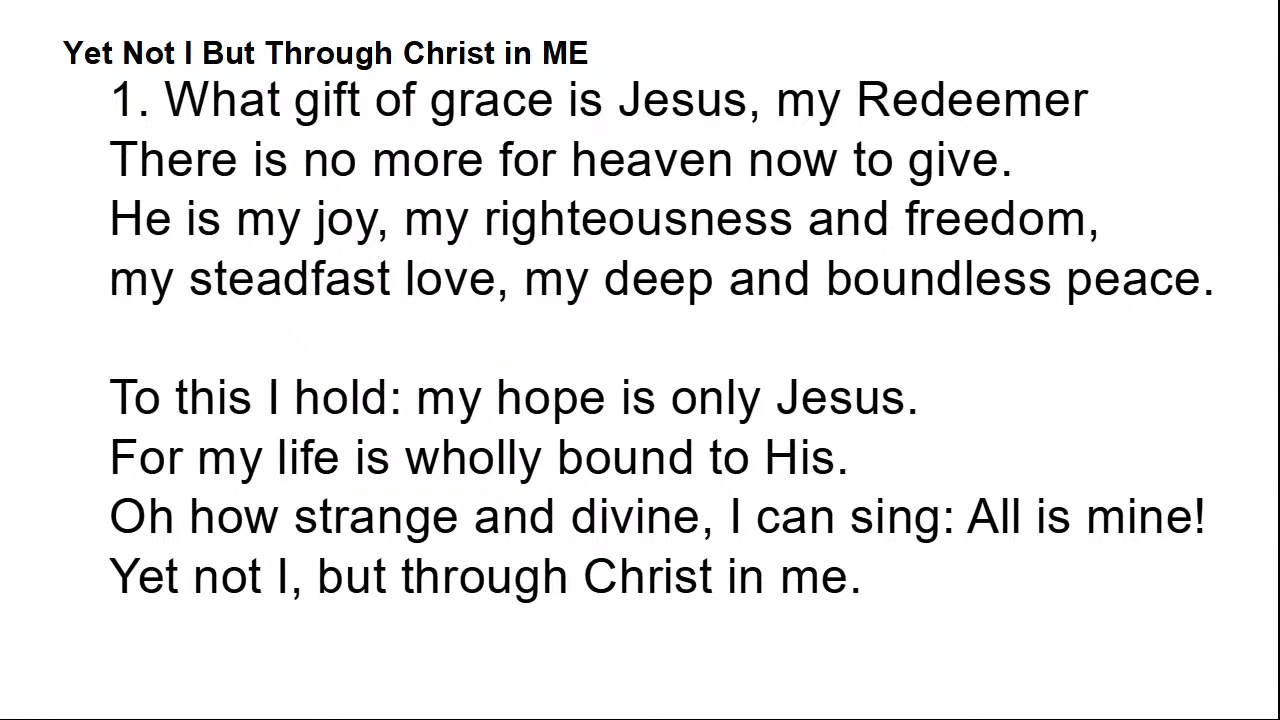 Yet Not I But Through Christ in ME
1. What gift of grace is Jesus, my Redeemer
There is no more for heaven now to give.
He is my joy, my righteousness and freedom,
my steadfast love, my deep and boundless peace.
To this I hold: my hope is only Jesus.
For my life is wholly bound to His.
Oh how strange and divine, I can sing: All is mine!
Yet not I, but through Christ in me.